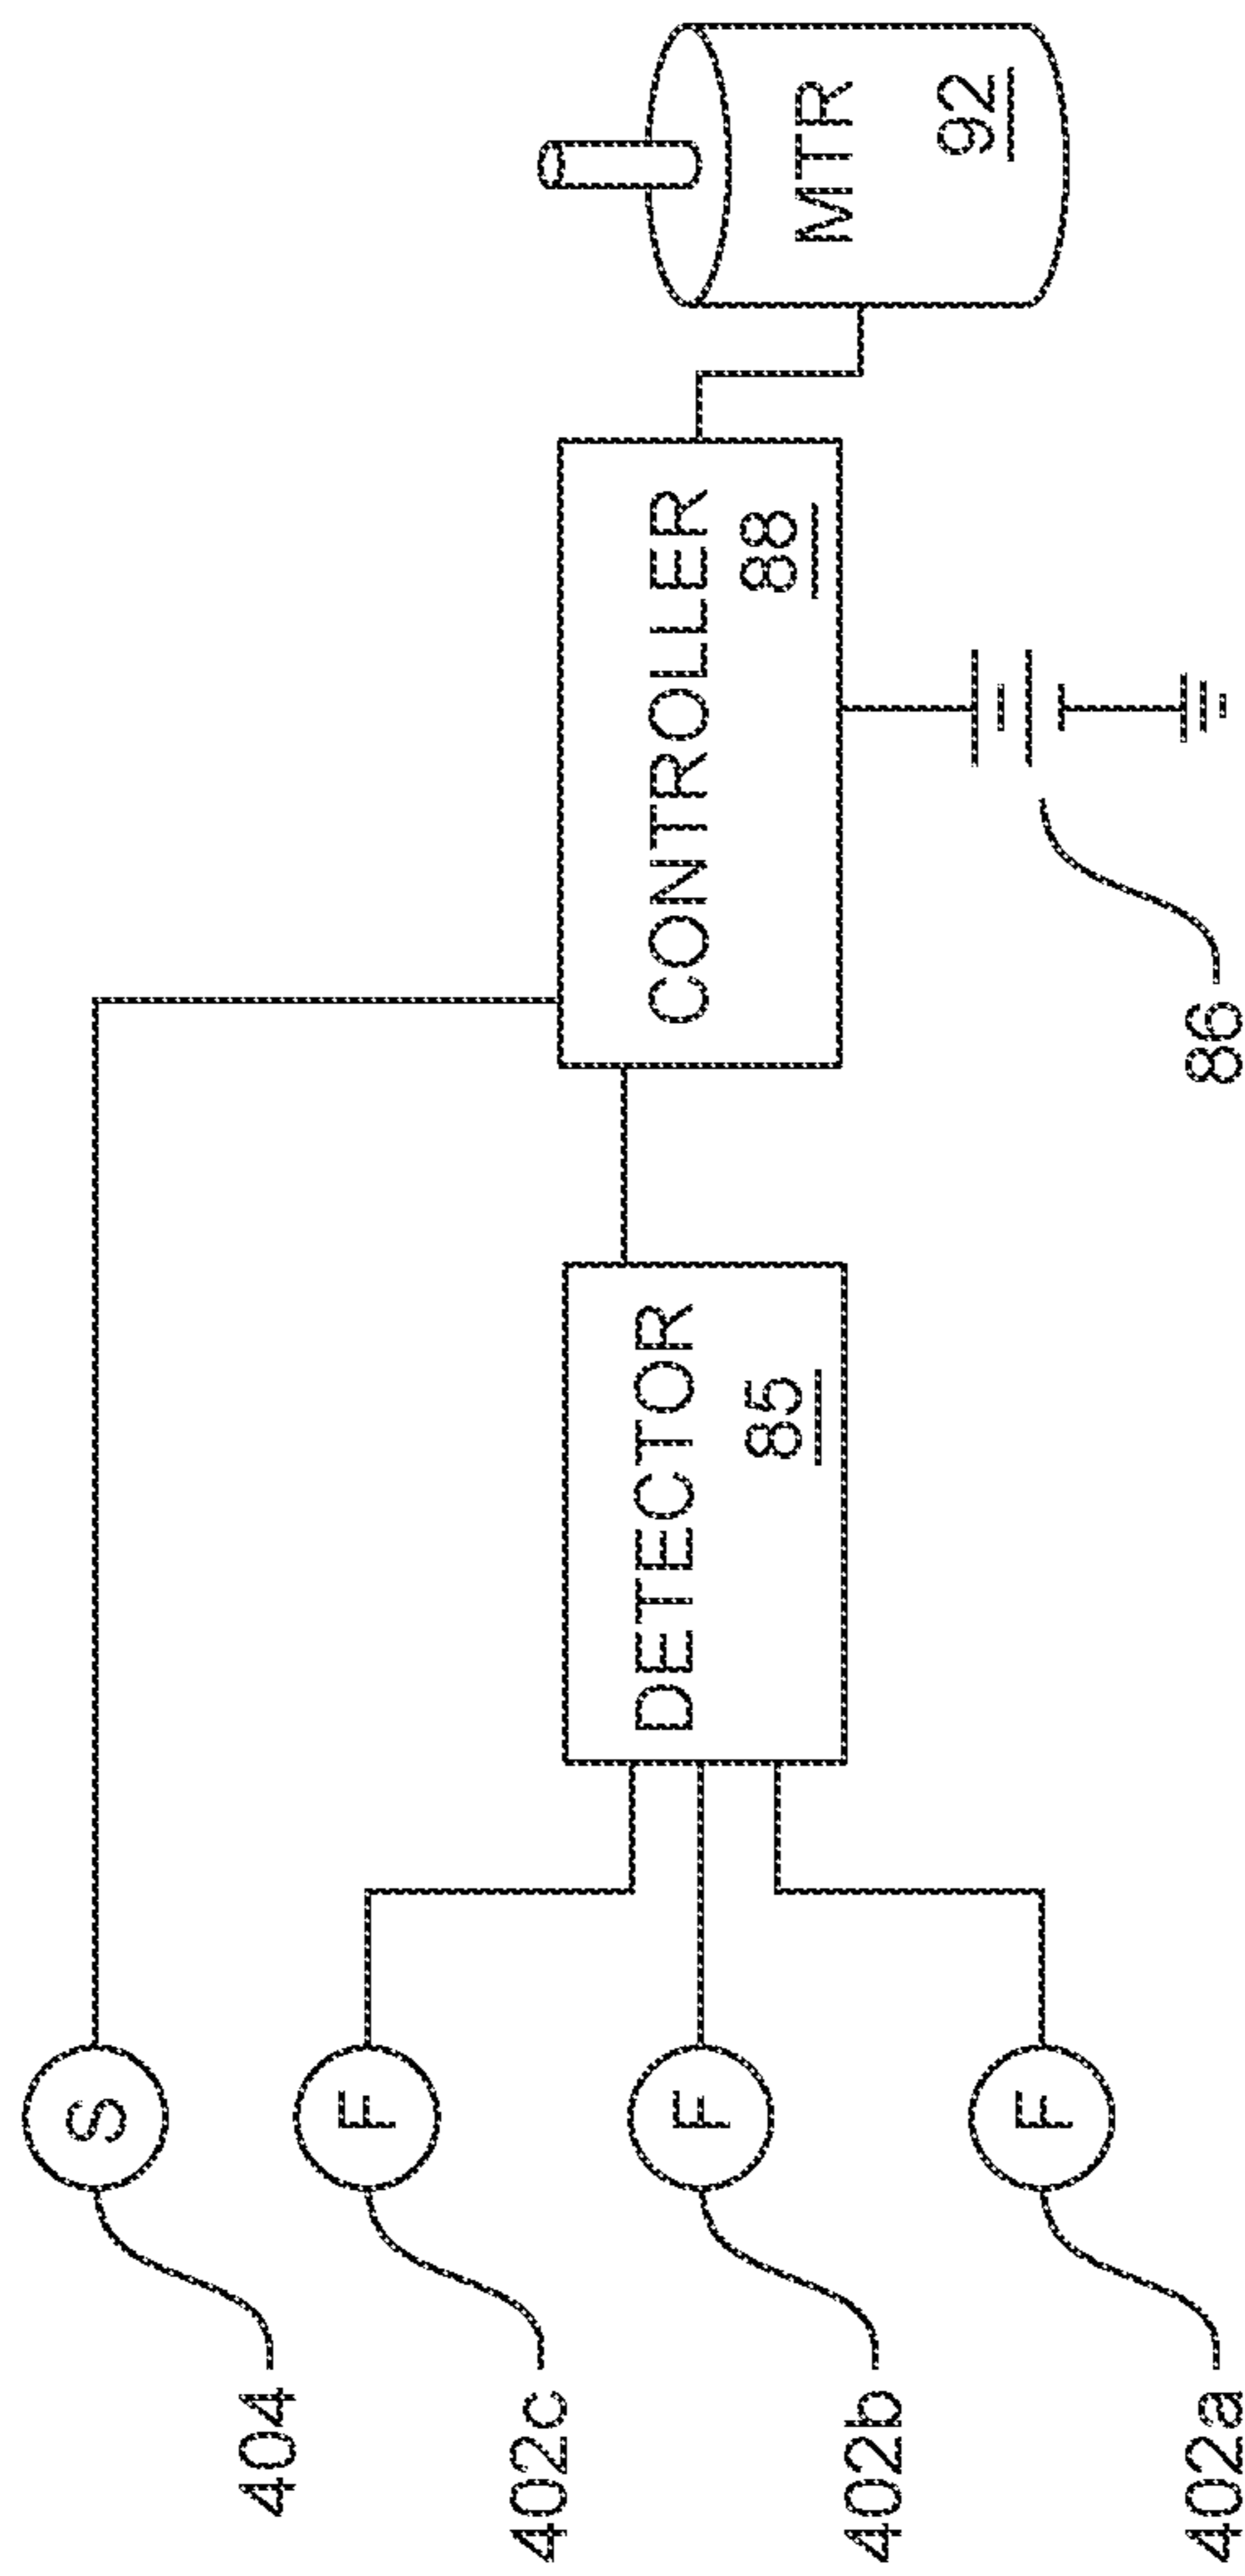 404
S
402c
F
402b
F
402a
F
DETECTOR
85
CONTROLLER
88
86
MTR
92